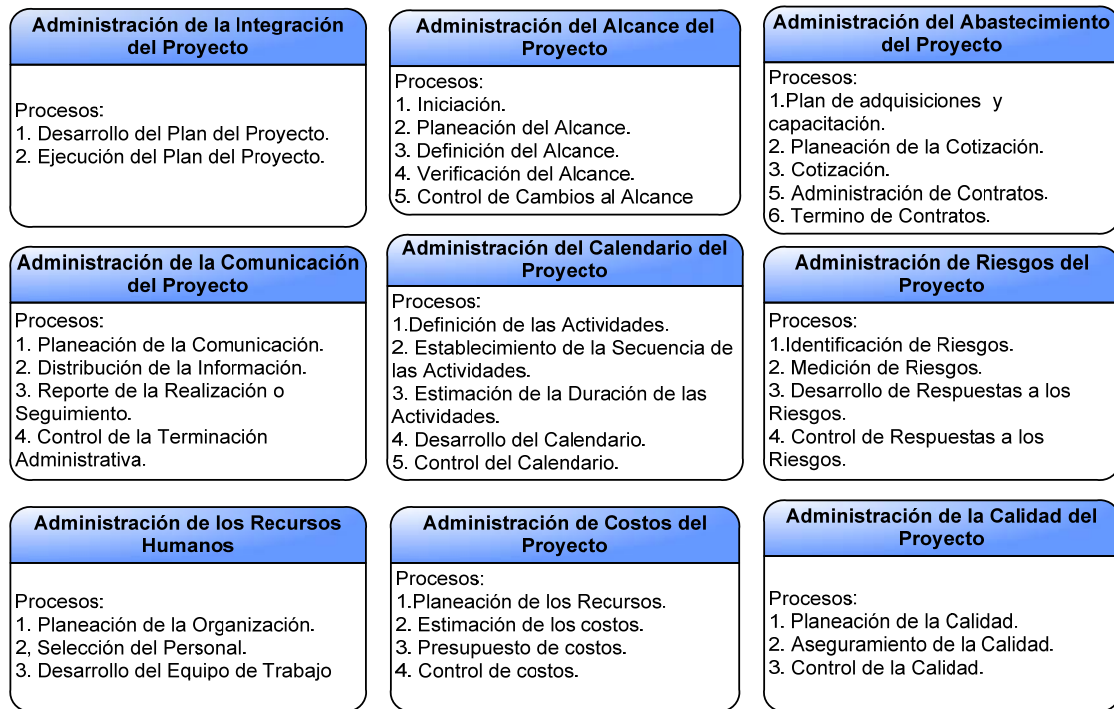 Administración de la Integración
del Proyecto
Procesos:
1. Desarrollo del Plan del Proyecto.
2. Ejecución del Plan del Proyecto.
Administración del Alcance del
Proyecto
Procesos:
1. Iniciación.
2. Planeación del Alcance.
3. Definición del Alcance.
4. Verificación del Alcance.
5. Control de Cambios al Alcance
Administración del Abastecimiento
del Proyecto
Procesos:
1.Plan de adquisiciones y
capacitación.
2. Planeación de la Cotización.
3. Cotización.
5. Administración de Contratos.
6. Termino de Contratos.
Administración de la Comunicación
del Proyecto
Procesos:
1. Planeación de la Comunicación.
2. Distribución de la Información.
3. Reporte de la Realización o
Seguimiento.
4. Control de la Terminación
Administrativa.
Administración del Calendario del
Proyecto
Procesos:
1.Definición de las Actividades.
2. Establecimiento de la Secuencia de
las Actividades.
3. Estimación de la Duración de las
Actividades.
4. Desarrollo del Calendario.
5. Control del Calendario.
Administración de Riesgos del
Proyecto
Procesos:
1.Identificación de Riesgos.
2. Medición de Riesgos.
3. Desarrollo de Respuestas a los
Riesgos.
4. Control de Respuestas a los
Riesgos.
Administración de los Recursos
Humanos
Procesos:
1. Planeación de la Organización.
2, Selección del Personal.
3. Desarrollo del Equipo de Trabajo
Administración de Costos del
Proyecto
Procesos:
1.Planeación de los Recursos.
2. Estimación de los costos.
3. Presupuesto de costos.
4. Control de costos.
Administración de la Calidad del
Proyecto
Procesos:
1. Planeación de la Calidad.
2. Aseguramiento de la Calidad.
3. Control de la Calidad.